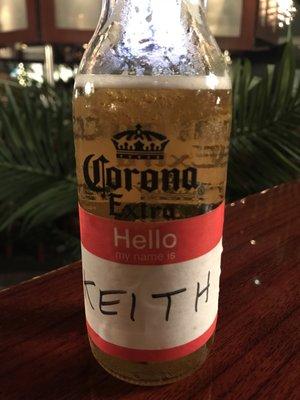 Corona
Extra
Hello
my name is
KEITH